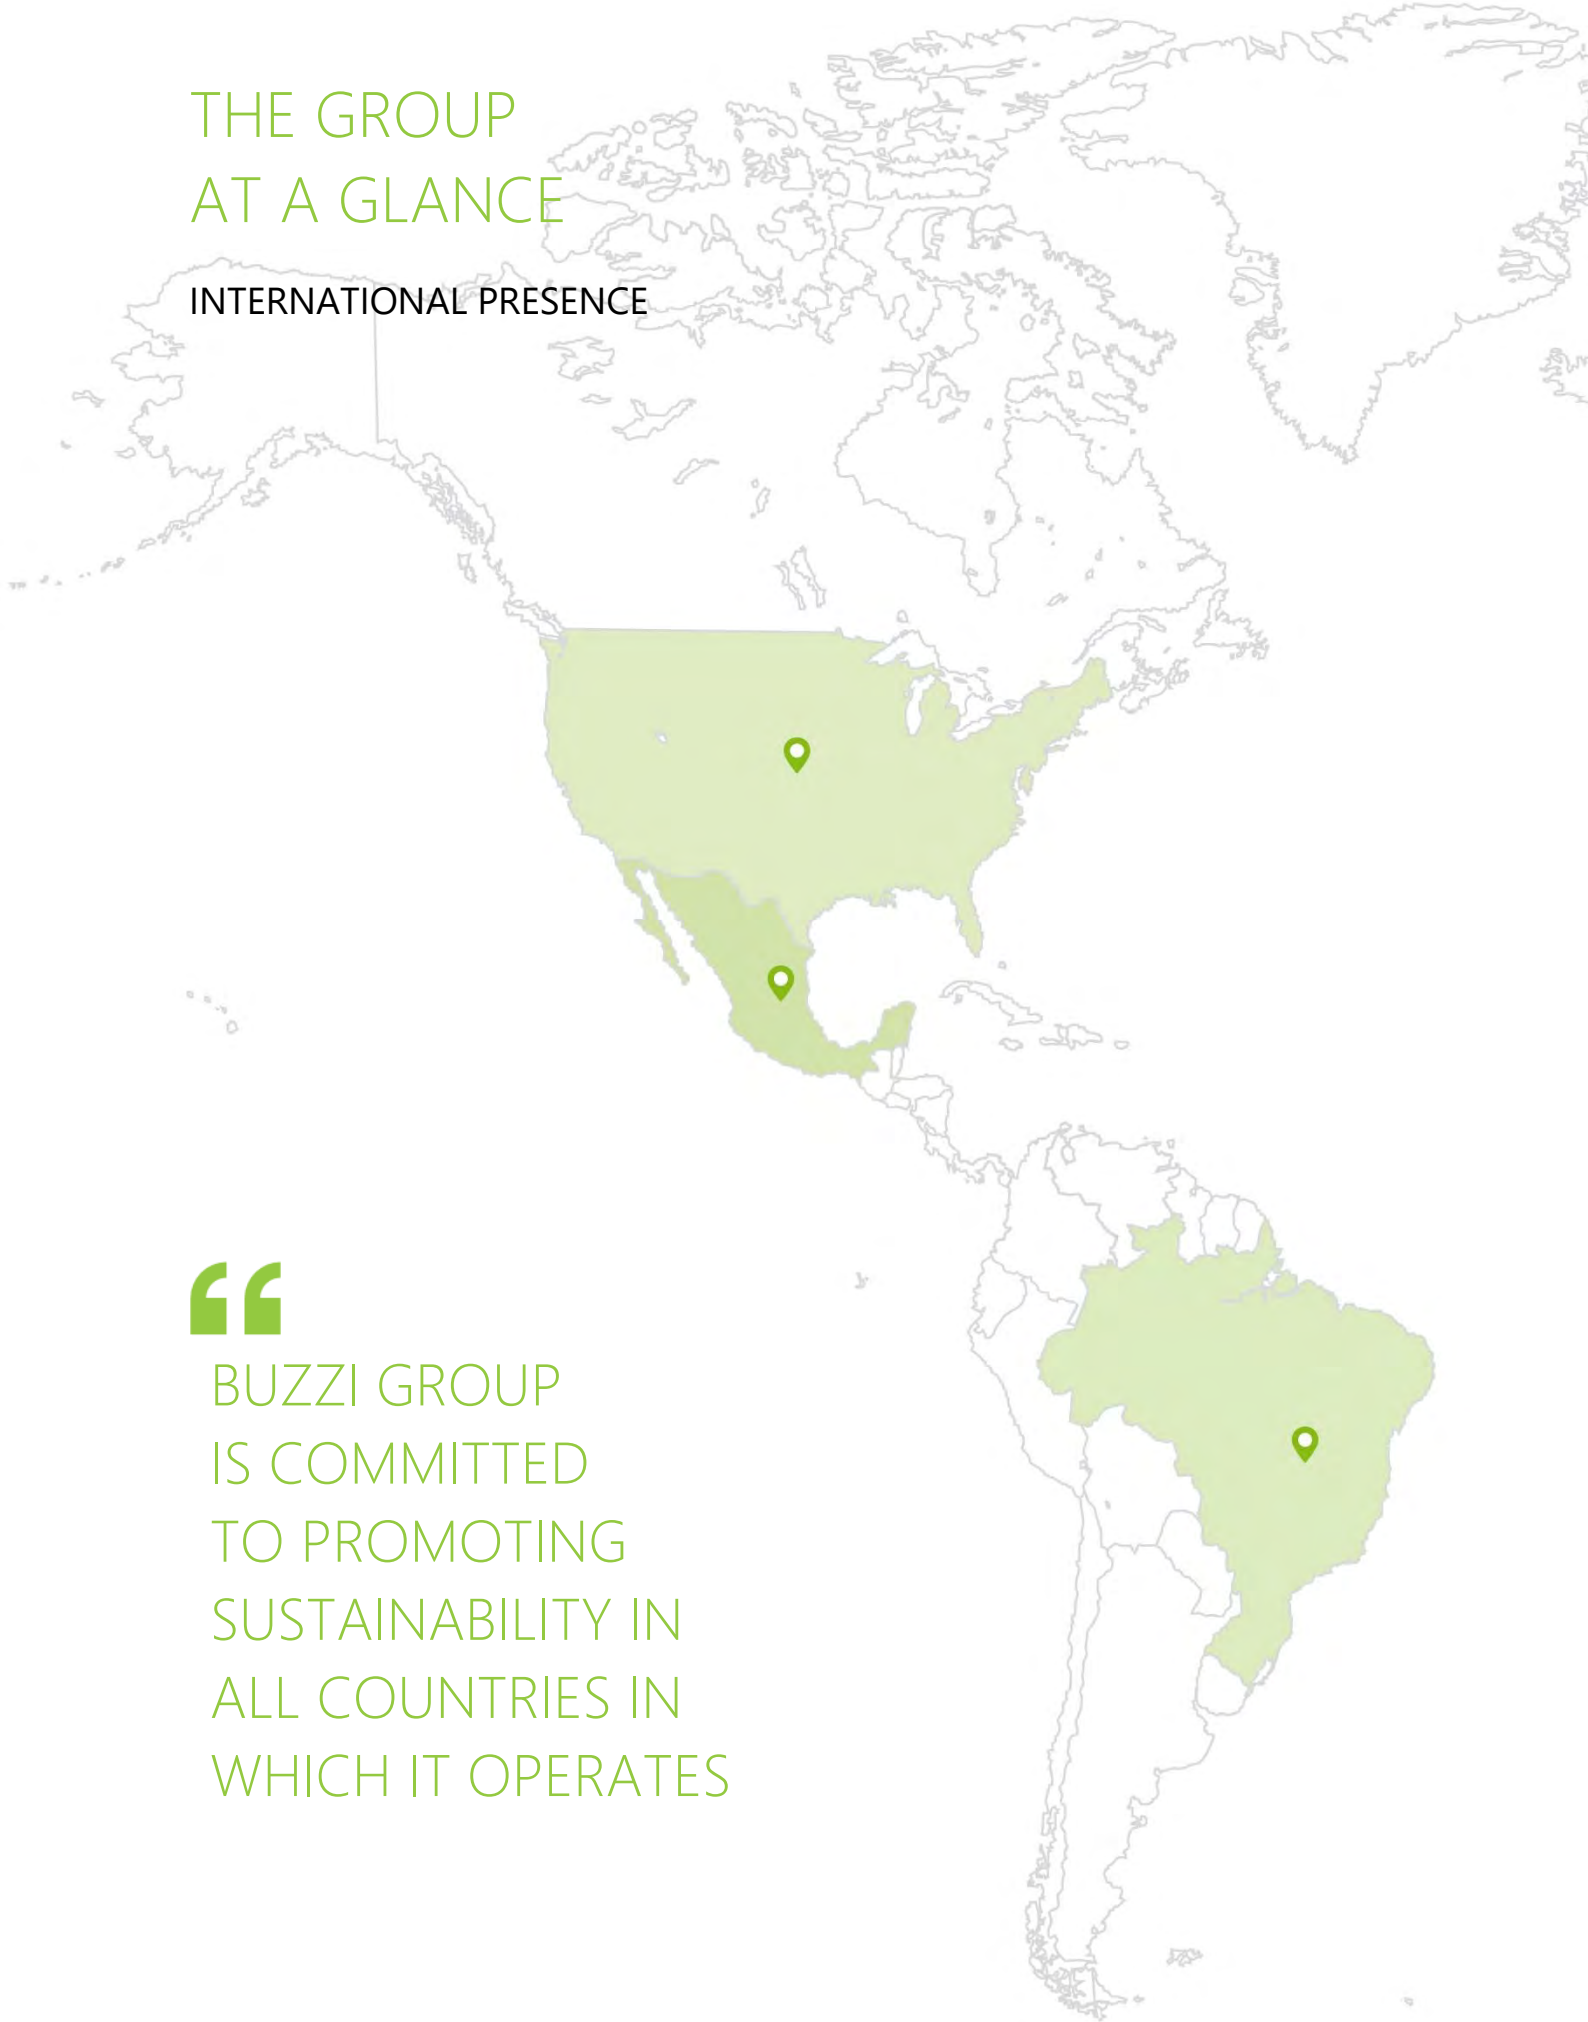 THE GROUP
AT A GLANCE
INTERNATIONAL PRESENCE
“
BUZZI GROUP
IS COMMITTED
TO PROMOTING
SUSTAINABILITY IN
ALL COUNTRIES IN
WHICH IT OPERATES